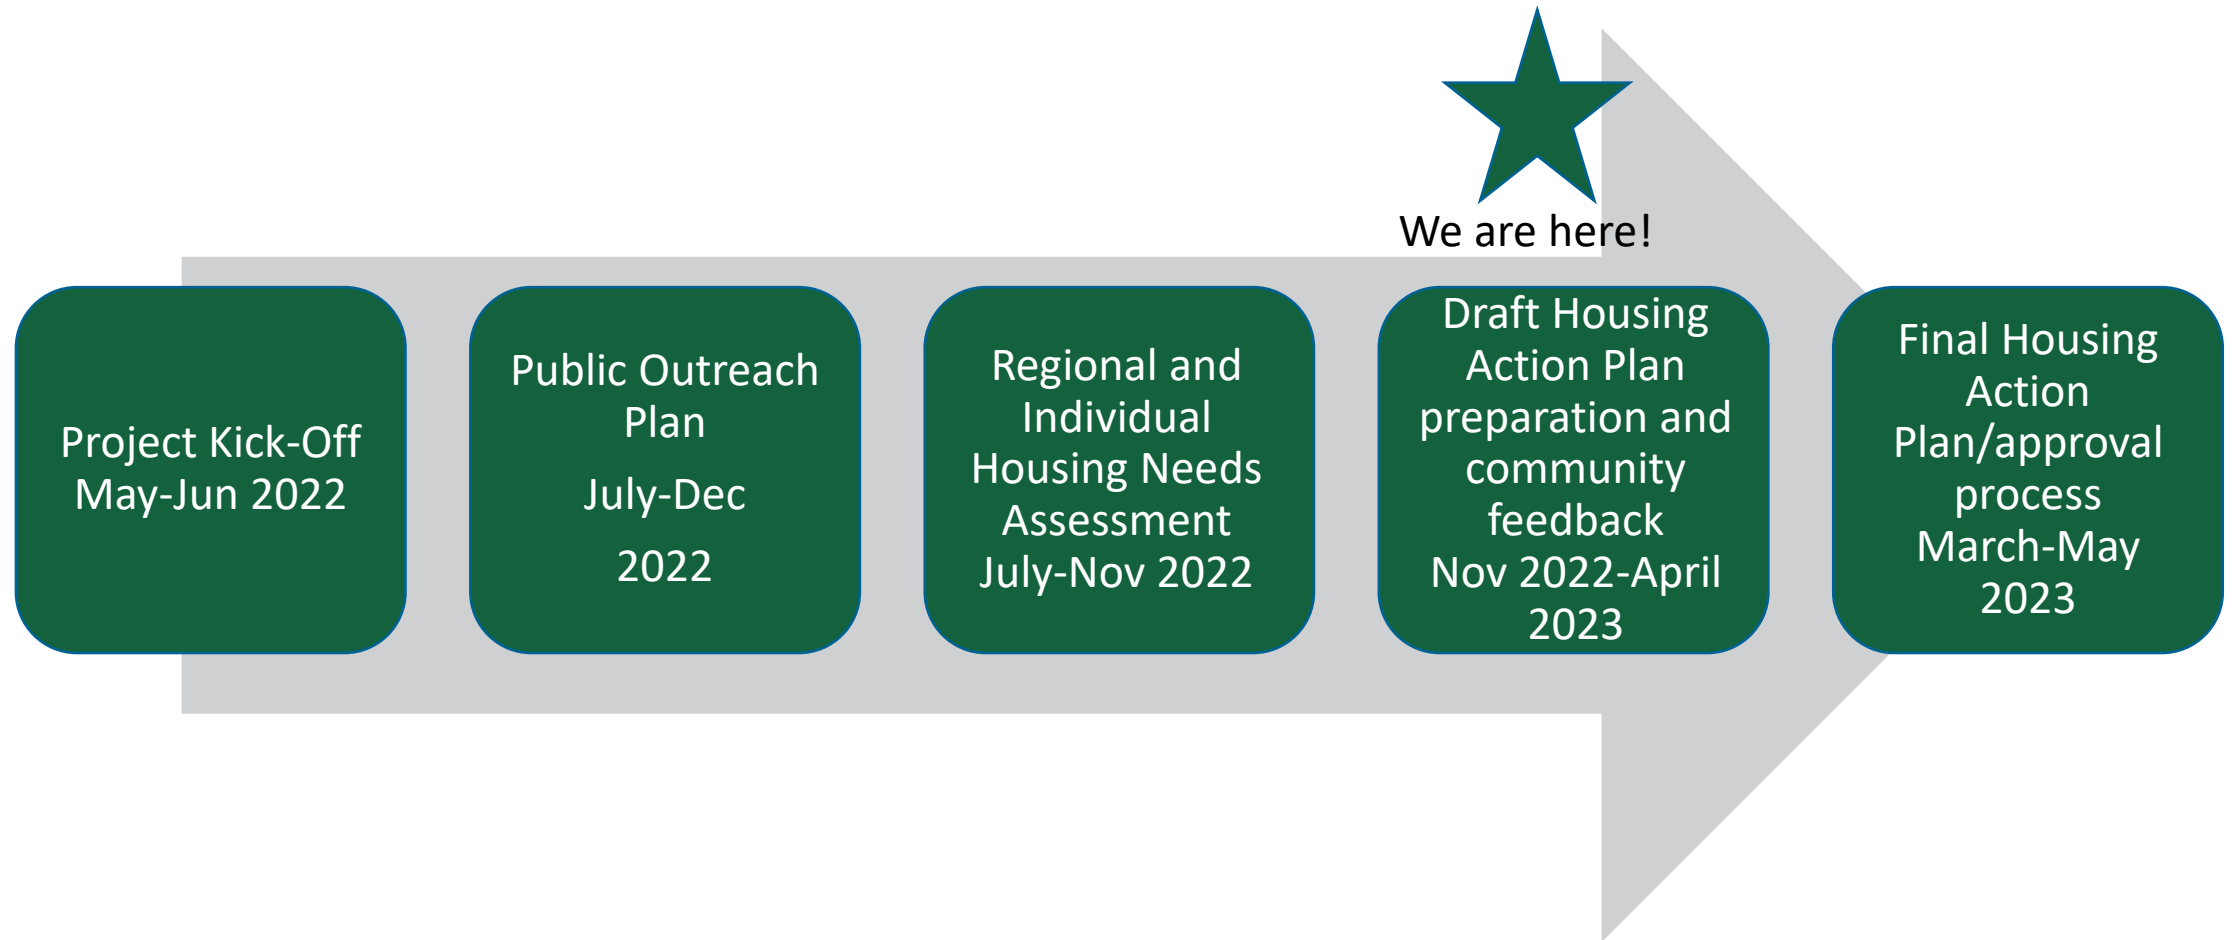 We are here!
Project Kick-Off
May-Jun 2022
Public Outreach
Plan
July-Dec
2022
Regional and
Individual
Housing Needs
Assessment
July-Nov 2022
Draft Housing
Action Plan
preparation and
community
feedback
Nov 2022-April
2023
Final Housing
Action
Plan/approval
process
March-May
2023